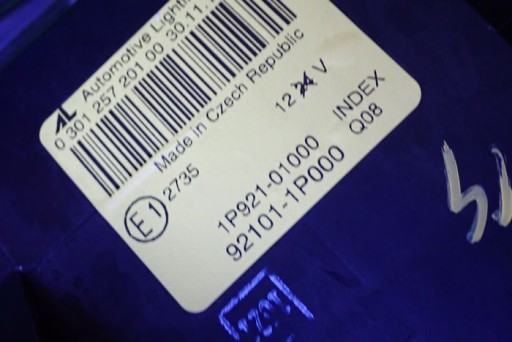 AL Automotive Lighti
0 301 257 201 00 30.11.
Made in Czech Republic
12 24 V
E1 2735
1P921-01000
92101-1P000
INDEX
Q08